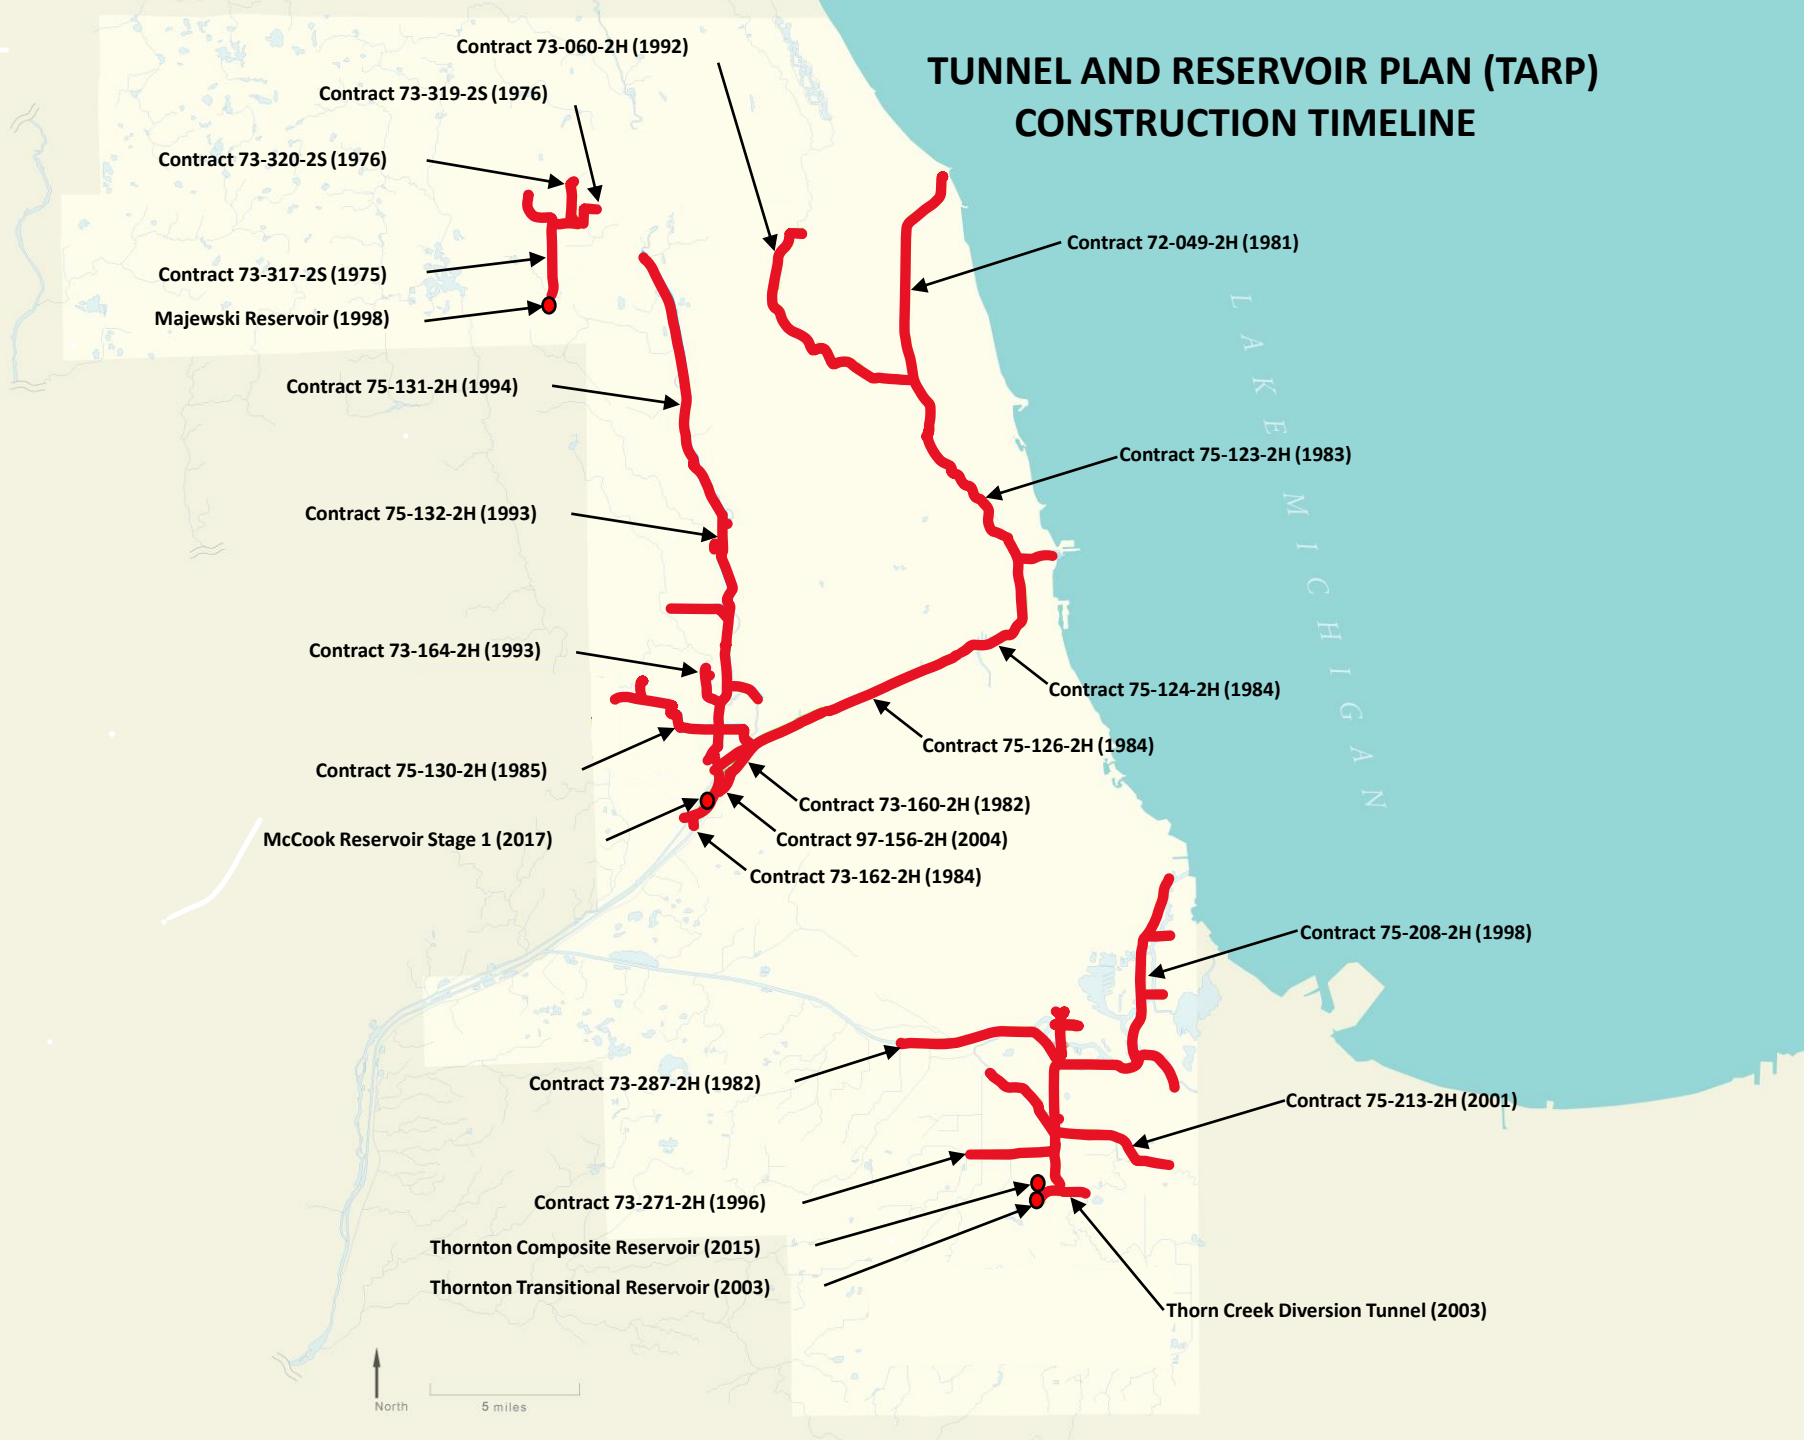 TUNNEL AND RESERVOIR PLAN (TARP)
CONSTRUCTION TIMELINE
Contract 73-060-2H (1992)
Contract 73-319-2S (1976)
Contract 73-320-2S (1976)
Contract 72-049-2H (1981)
Contract 73-317-2S (1975)
Majewski Reservoir (1998)
Contract 75-131-2H (1994)
LAKE MICHIGAN
Contract 75-123-2H (1983)
Contract 75-132-2H (1993)
Contract 73-164-2H (1993)
Contract 75-124-2H (1984)
Contract 75-126-2H (1984)
Contract 75-130-2H (1985)
Contract 73-160-2H (1982)
McCook Reservoir Stage 1 (2017)
Contract 97-156-2H (2004)
Contract 73-162-2H (1984)
Contract 75-208-2H (1998)
Contract 73-287-2H (1982)
Contract 75-213-2H (2001)
Contract 73-271-2H (1996)
Thornton Composite Reservoir (2015)
Thornton Transitional Reservoir (2003)
Thorn Creek Diversion Tunnel (2003)
North
5 miles